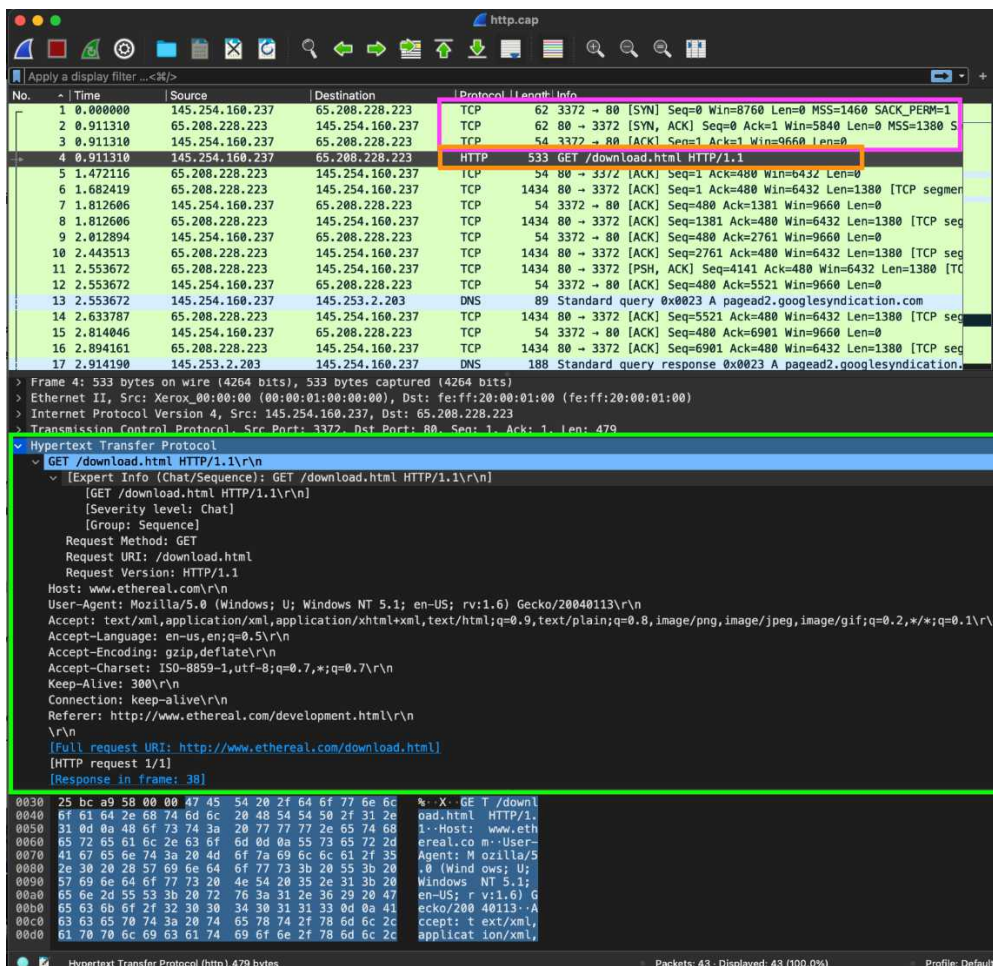 http.cap
Apply a display filter ...<⌘/>
No. Time Source Destination Protocol Length Info
1 0.000000 145.254.160.237 65.208.228.223 TCP 62 3372 → 80 [SYN] Seq=0 Win=8760 Len=0 MSS=1460 SACK_PERM=1
2 0.911310 65.208.228.223 145.254.160.237 TCP 62 80 → 3372 [SYN, ACK] Seq=0 Ack=1 Win=5840 Len=0 MSS=1380 S
3 0.911310 145.254.160.237 65.208.228.223 TCP 54 3372 → 80 [ACK] Seq=1 Ack=1 Win=9660 Len=0
4 0.911310 145.254.160.237 65.208.228.223 HTTP 533 GET /download.html HTTP/1.1
5 1.472116 65.208.228.223 145.254.160.237 TCP 54 80 → 3372 [ACK] Seq=1 Ack=480 Win=6432 Len=0
6 1.682419 65.208.228.223 145.254.160.237 TCP 1434 80 → 3372 [ACK] Seq=1 Ack=480 Win=6432 Len=1380 [TCP segmen
7 1.812606 145.254.160.237 65.208.228.223 TCP 54 3372 → 80 [ACK] Seq=480 Ack=1381 Win=9660 Len=0
8 1.812606 65.208.228.223 145.254.160.237 TCP 1434 80 → 3372 [ACK] Seq=1381 Ack=480 Win=6432 Len=1380 [TCP seg
9 2.012894 145.254.160.237 65.208.228.223 TCP 54 3372 → 80 [ACK] Seq=480 Ack=2761 Win=9660 Len=0
10 2.443513 65.208.228.223 145.254.160.237 TCP 1434 80 → 3372 [ACK] Seq=2761 Ack=480 Win=6432 Len=1380 [TCP seg
11 2.553672 65.208.228.223 145.254.160.237 TCP 1434 80 → 3372 [PSH, ACK] Seq=4141 Ack=480 Win=6432 Len=1380 [TC
12 2.553672 145.254.160.237 65.208.228.223 TCP 54 3372 → 80 [ACK] Seq=480 Ack=5521 Win=9660 Len=0
13 2.553672 145.254.160.237 145.253.2.203 DNS 89 Standard query 0x0023 A pagead2.googlesyndication.com
14 2.633787 65.208.228.223 145.254.160.237 TCP 1434 80 → 3372 [ACK] Seq=5521 Ack=480 Win=6432 Len=1380 [TCP seg
15 2.814046 145.254.160.237 65.208.228.223 TCP 54 3372 → 80 [ACK] Seq=480 Ack=6901 Win=9660 Len=0
16 2.894161 65.208.228.223 145.254.160.237 TCP 1434 80 → 3372 [ACK] Seq=6901 Ack=480 Win=6432 Len=1380 [TCP seg
17 2.914190 145.253.2.203 145.254.160.237 DNS 188 Standard query response 0x0023 A pagead2.googlesyndication.
Frame 4: 533 bytes on wire (4264 bits), 533 bytes captured (4264 bits)
Ethernet II, Src: Xerox_00:00:00 (00:00:01:00:00:00), Dst: fe:ff:20:00:01:00 (fe:ff:20:00:01:00)
Internet Protocol Version 4, Src: 145.254.160.237, Dst: 65.208.228.223
Transmission Control Protocol, Src Port: 3372, Dst Port: 80, Seq: 1, Ack: 1, Len: 479
Hypertext Transfer Protocol
GET /download.html HTTP/1.1\r\n
[Expert Info (Chat/Sequence): GET /download.html HTTP/1.1\r\n]
[GET /download.html HTTP/1.1\r\n]
[Severity level: Chat]
[Group: Sequence]
Request Method: GET
Request URI: /download.html
Request Version: HTTP/1.1
Host: www.ethereal.com\r\n
User-Agent: Mozilla/5.0 (Windows; U; Windows NT 5.1; en-US; rv:1.6) Gecko/20040113\r\n
Accept: text/xml,application/xml,application/xhtml+xml,text/html;q=0.9,text/plain;q=0.8,image/png,image/jpeg,image/gif;q=0.2,*/*;q=0.1\r\
Accept-Language: en-us,en;q=0.5\r\n
Accept-Encoding: gzip,deflate\r\n
Accept-Charset: ISO-8859-1,utf-8;q=0.7,*;q=0.7\r\n
Keep-Alive: 300\r\n
Connection: keep-alive\r\n
Referer: http://www.ethereal.com/development.html\r\n
\r\n
[Full request URI: http://www.ethereal.com/download.html]
[HTTP request 1/1]
[Response in frame: 38]
0030 25 bc a9 58 00 00 47 45 54 20 2f 64 6f 77 6e 6c %··X··GE T /downl
0040 6f 61 64 2e 68 74 6d 6c 20 48 54 54 50 2f 31 2e oad.html HTTP/1.
0050 31 0d 0a 48 6f 73 74 3a 20 77 77 77 2e 65 74 68 1··Host: www.eth
0060 65 72 65 61 6c 2e 63 6f 6d 0d 0a 55 73 65 72 2d ereal.co m··User-
0070 41 67 65 6e 74 3a 20 4d 6f 7a 69 6c 6c 61 2f 35 Agent: M ozilla/5
0080 2e 30 20 28 57 69 6e 64 6f 77 73 3b 20 55 3b 20 .0 (Wind ows; U;
0090 57 69 6e 64 6f 77 73 20 4e 54 20 35 2e 31 3b 20 Windows NT 5.1;
00a0 65 6e 2d 55 53 3b 20 72 76 3a 31 2e 36 29 20 47 en-US; r v:1.6) G
00b0 65 63 6b 6f 2f 32 30 30 34 30 31 31 33 0d 0a 41 ecko/200 40113··A
00c0 63 63 65 70 74 3a 20 74 65 78 74 2f 78 6d 6c 2c ccept: t ext/xml,
00d0 61 70 70 6c 69 63 61 74 69 6f 6e 2f 78 6d 6c 2c applicat ion/xml,
Hypertext Transfer Protocol (http), 479 bytes Packets: 43 · Displayed: 43 (100.0%) Profile: Default